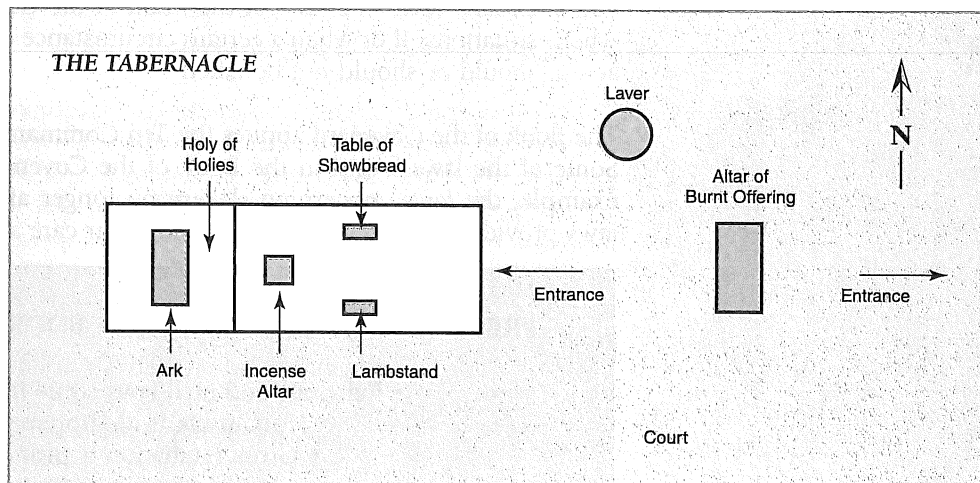 THE TABERNACLE
Laver
N
Holy of
Holies
Table of
Showbread
Altar of
Burnt Offering
Entrance
Entrance
Ark
Incense
Altar
Lambstand
Court